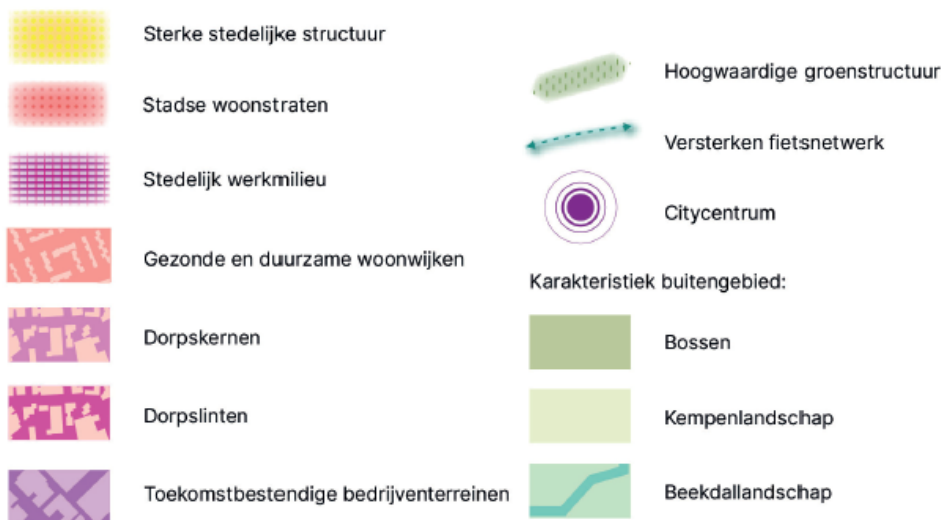 Sterke stedelijke structuur
Stadse woonstraten
Stedelijk werkmilieu
Gezonde en duurzame woonwijken
Dorpskernen
Dorpslinten
Toekomstbestendige bedrijventerreinen
Hoogwaardige groenstructuur
Versterken fietsnetwerk
Citycentrum
Karakteristiek buitengebied:
Bossen
Kempenlandschap
Beekdallandschap